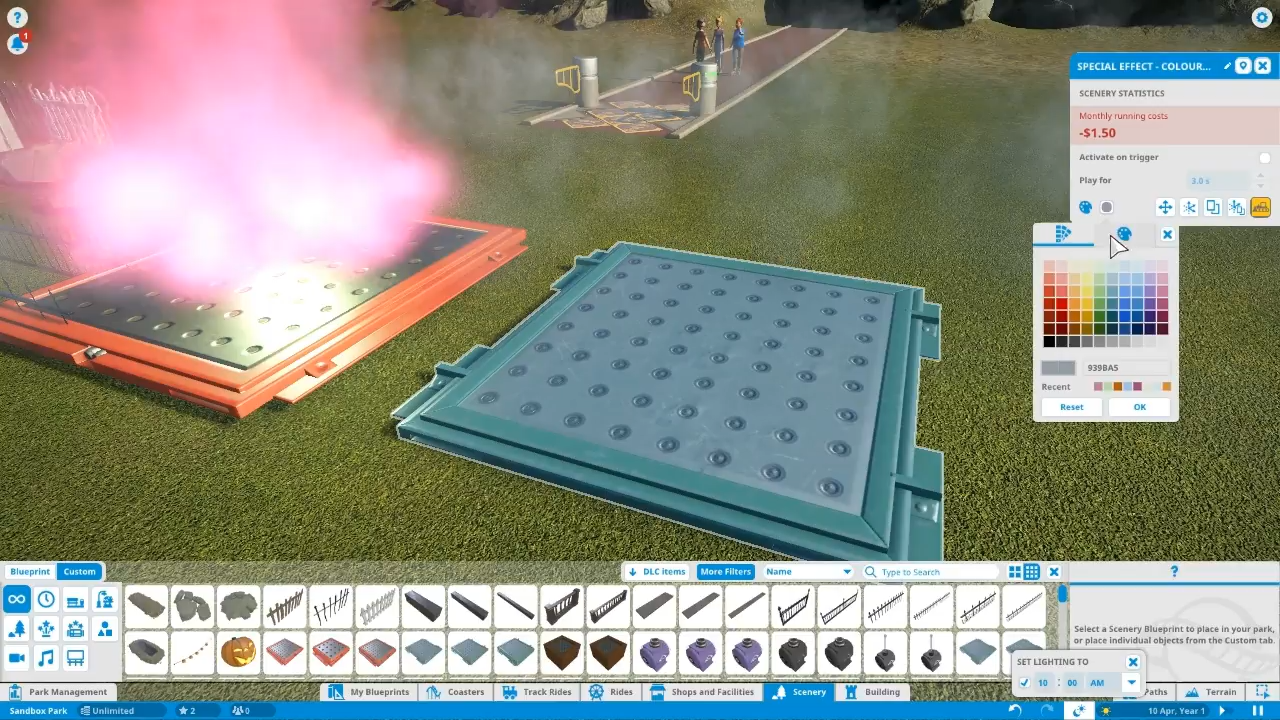 ?
1
SPECIAL EFFECT - COLOUR...
SCENERY STATISTICS
Monthly running costs
-$1.50
Activate on trigger
Play for
3.0 s
939BA5
Recent
Reset
OK
Blueprint
Custom
DLC items
More Filters
Name
Type to Search
?
Select a Scenery Blueprint to place in your park,
or place individual objects from the Custom tab
SET LIGHTING TO
10 : 00 AM
Park Management
My Blueprints
Coasters
Track Rides
Rides
Shops and Facilities
Scenery
Building
Paths
Terrain
Sandbox Park
Unlimited
2
0
10 Apr, Year 1